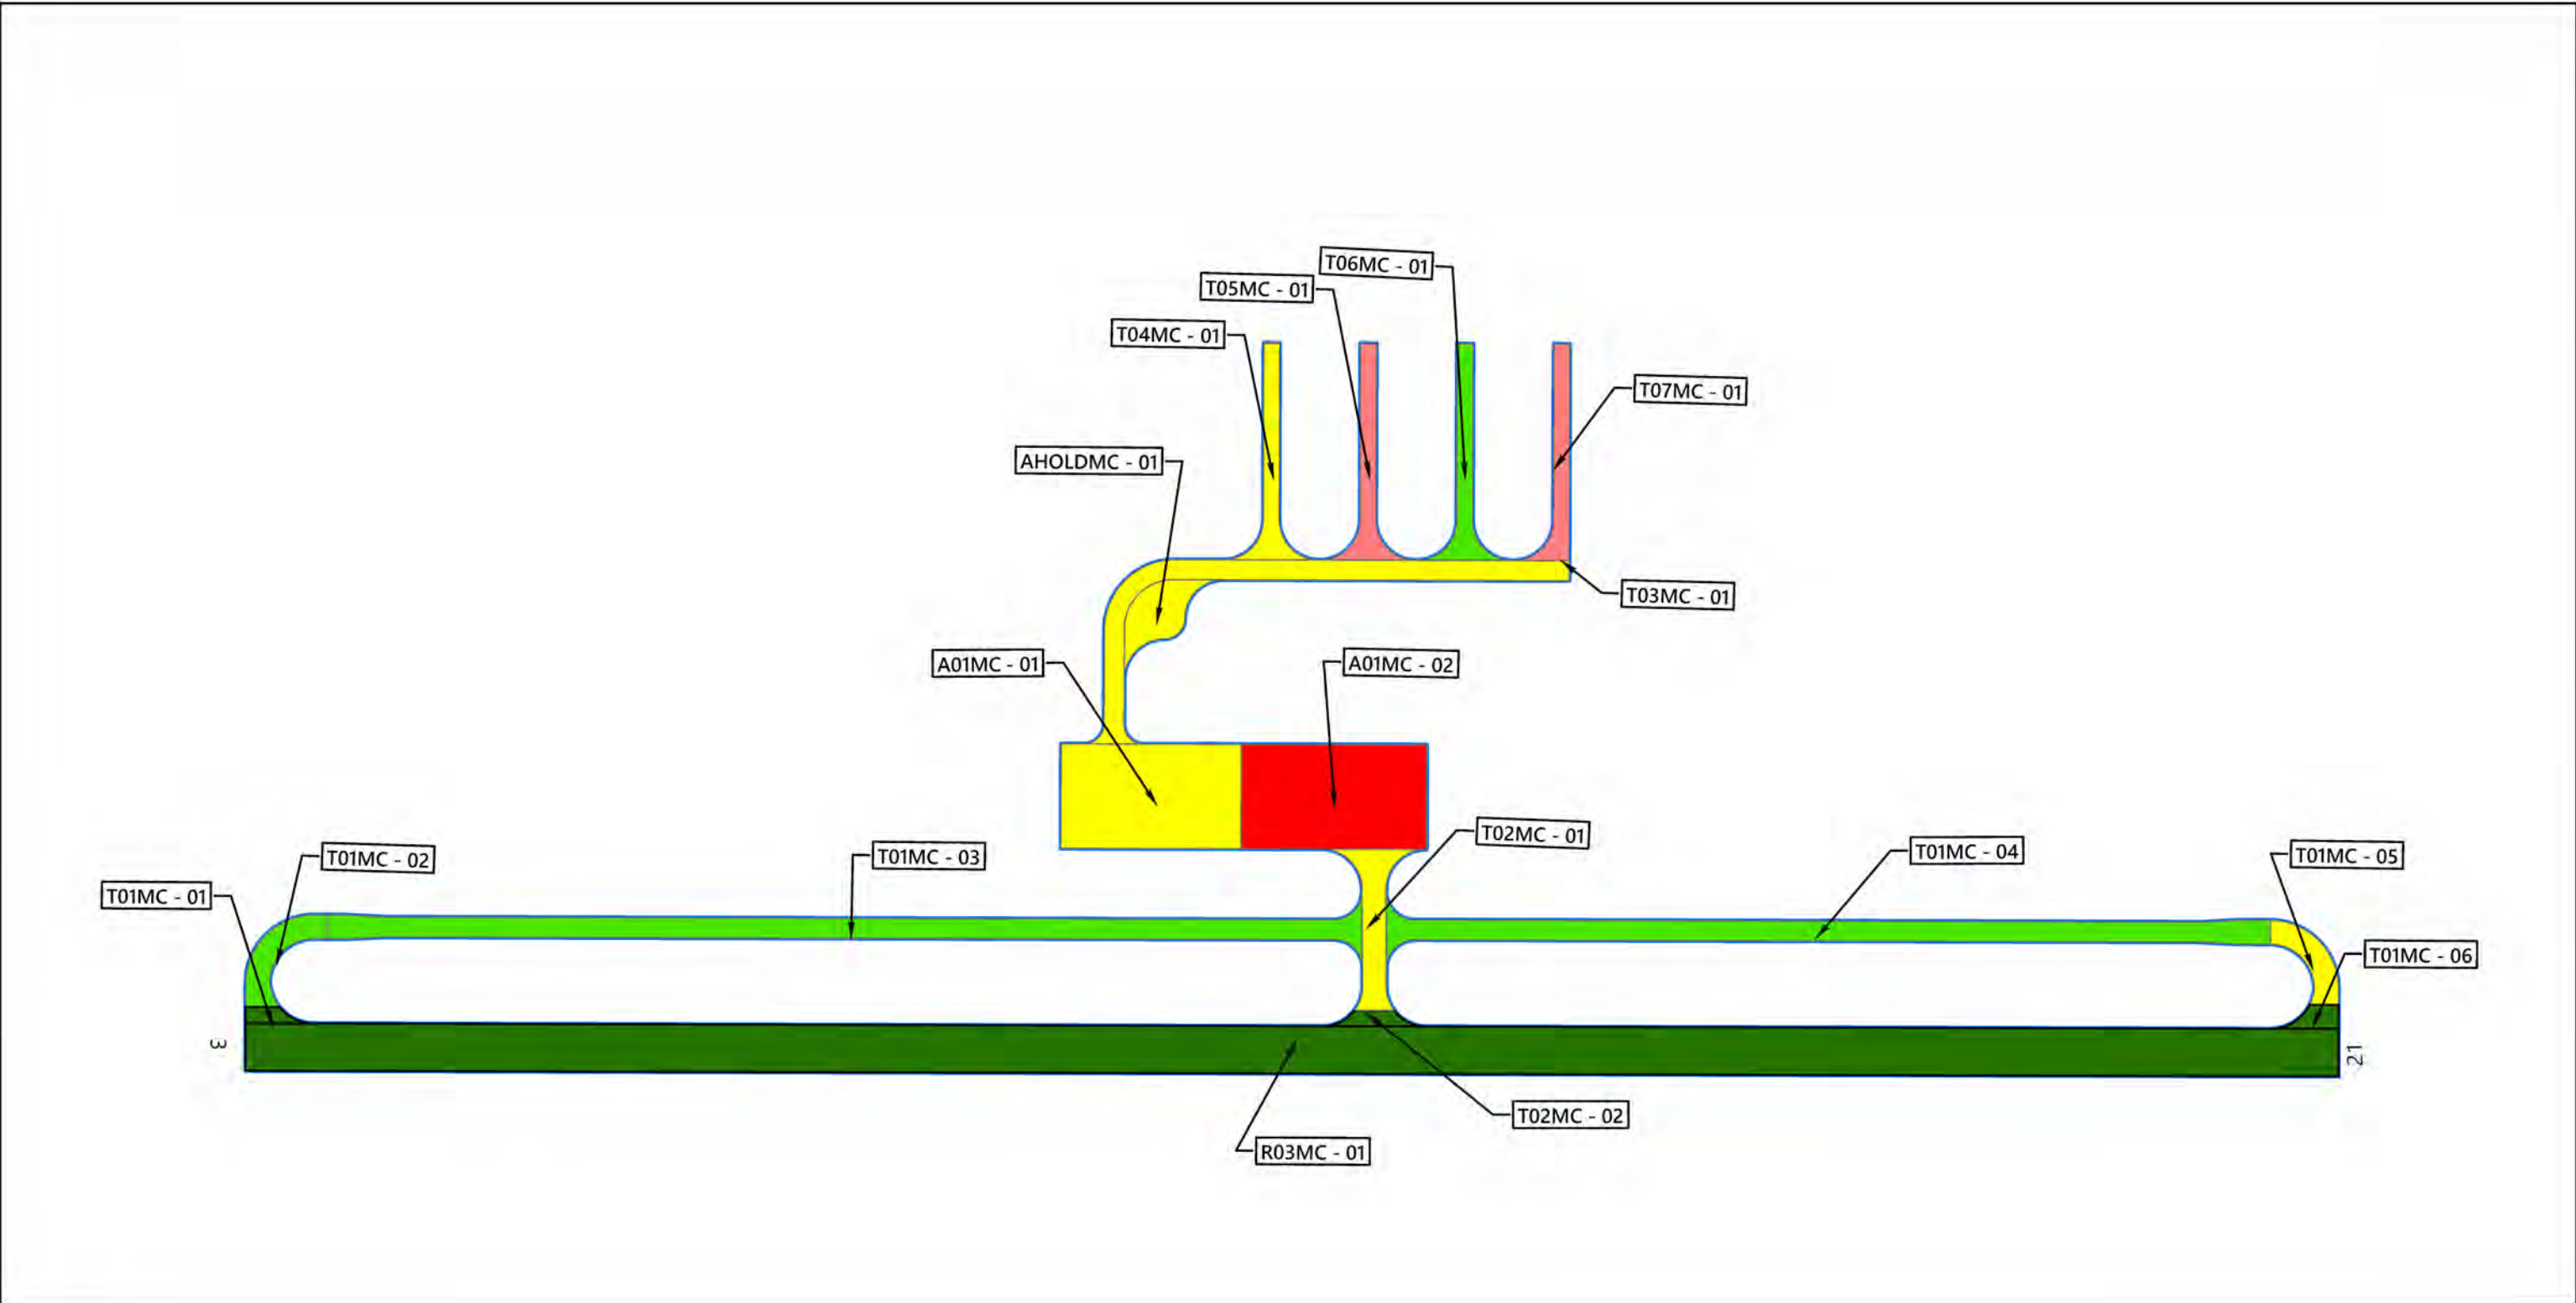 T06MC - 01
T05MC - 01
T04MC - 01
T07MC - 01
AHOLDMC - 01
T03MC - 01
A01MC - 01
A01MC - 02
T02MC - 01
T01MC - 02
T01MC - 03
T01MC - 04
T01MC - 05
T01MC - 01
T01MC - 06
3
21
T02MC - 02
R03MC - 01